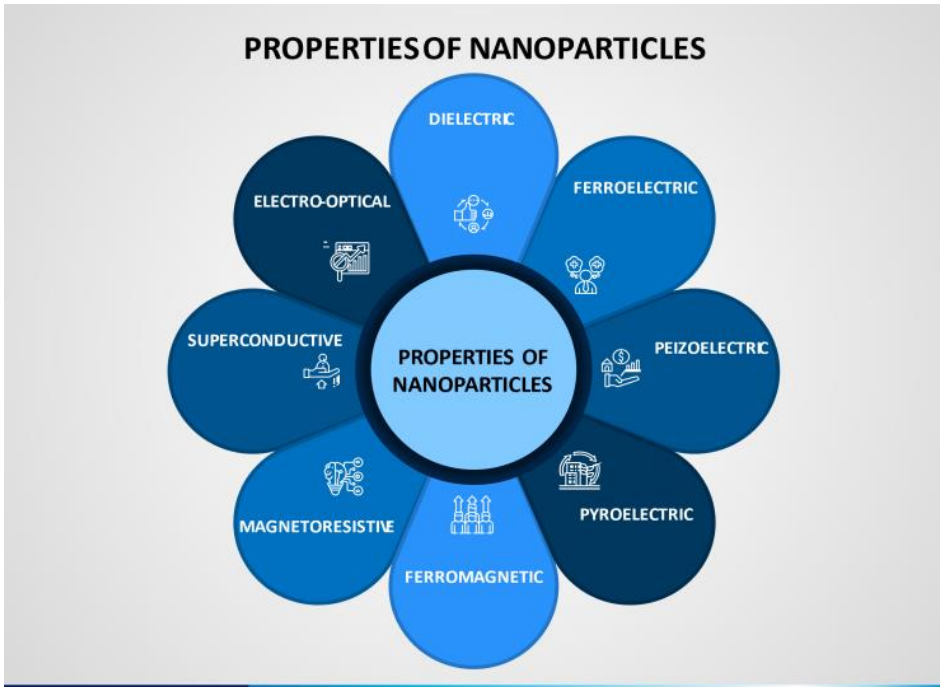 PROPERTIES OF NANOPARTICLES
DIELECTRIC
FERROELECTRIC
PEIZOELECTRIC
PYROELECTRIC
FERROMAGNETIC
MAGNETORESISTIVE
SUPERCONDUCTIVE
ELECTRO-OPTICAL
PROPERTIES OF
NANOPARTICLES